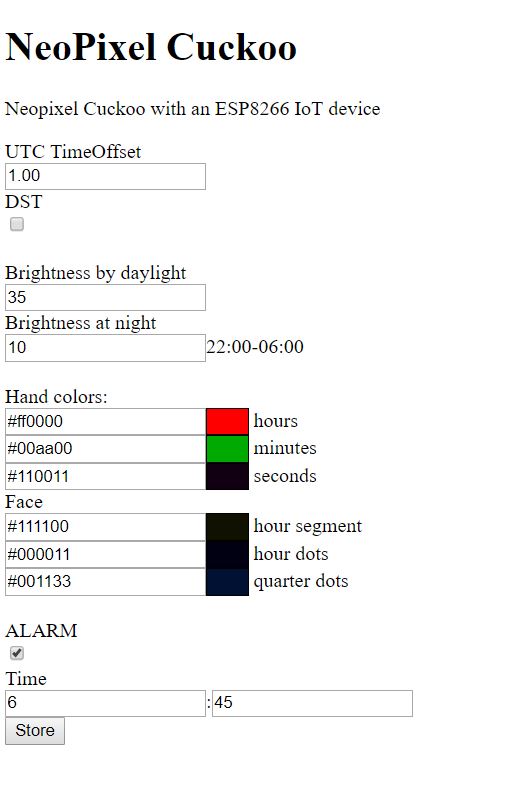 NeoPixel Cuckoo
Neopixel Cuckoo with an ESP8266 IoT device
UTC TimeOffset
1.00
DST
Brightness by daylight
35
Brightness at night
10 22:00-06:00
Hand colors:
#ff0000 hours
#00aa00 minutes
#110011 seconds
Face
#111100 hour segment
#000011 hour dots
#001133 quarter dots
ALARM
Time
6 : 45
Store